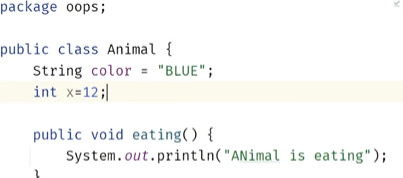 package oops;
public class Animal {
String color = "BLUE";
int x=12;
public void eating() {
System.out.println("ANimal is eating");
}